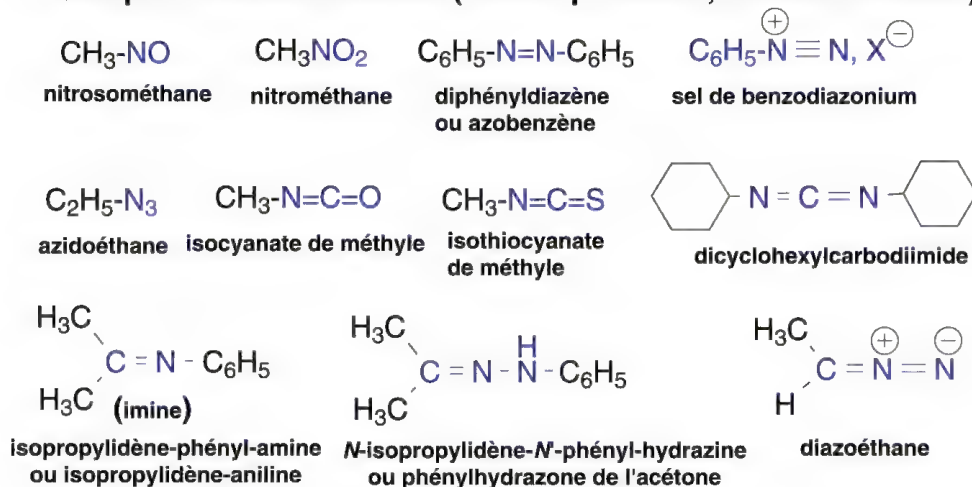 CH₃-NO CH₃NO₂ C₆H₅-N=N-C₆H₅ C₆H₅-N≡N, X
⊕ ⊖
nitrosométhane nitrométhane diphényldiazène sel de benzodiazonium
ou azobenzène
C₂H₅-N₃ CH₃-N=C=O CH₃-N=C=S N=C=N
azidoéthane isocyanate de méthyle isothiocyanate dicyclohexylcarbodiimide
de méthyle
H₃C H₃C H H₃C ⊕ ⊖
C=N-C₆H₅ C=N-N-C₆H₅ C=N=N
H₃C (imine) H₃C H
isopropylidène-phényl-amine N-isopropylidène-N'-phényl-hydrazine diazoéthane
ou isopropylidène-aniline ou phénylhydrazone de l'acétone